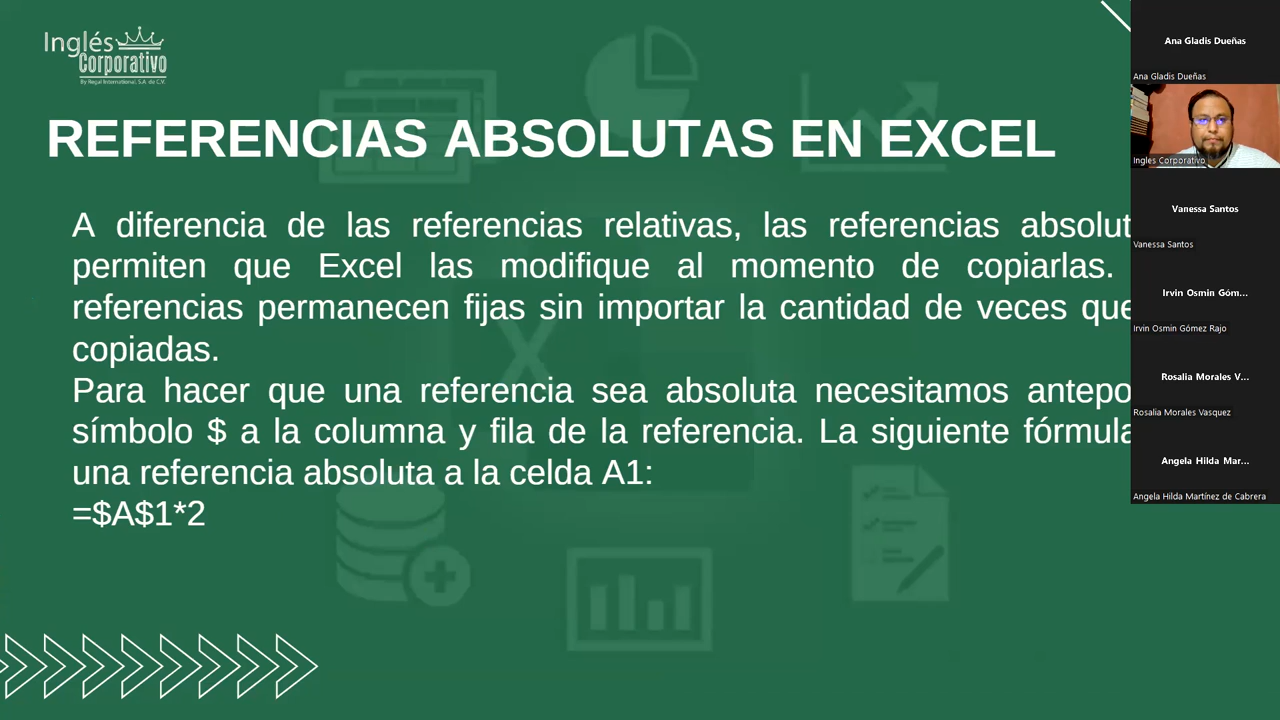 Inglés
Corporativo
By Regal International, S.A. de C.V.
REFERENCIAS ABSOLUTAS EN EXCEL
A diferencia de las referencias relativas, las referencias absolut
permiten que Excel las modifique al momento de copiarlas.
referencias permanecen fijas sin importar la cantidad de veces que
copiadas.
Para hacer que una referencia sea absoluta necesitamos antepo
símbolo $ a la columna y fila de la referencia. La siguiente fórmula
una referencia absoluta a la celda A1:
=$A$1*2
Ana Gladis Dueñas
Ana Gladis Dueñas
Ingles Corporativo
Vanessa Santos
Vanessa Santos
Irvin Osmin Góm...
Irvin Osmin Gómez Rajo
Rosalia Morales V...
Rosalia Morales Vasquez
Angela Hilda Mar...
Angela Hilda Martínez de Cabrera